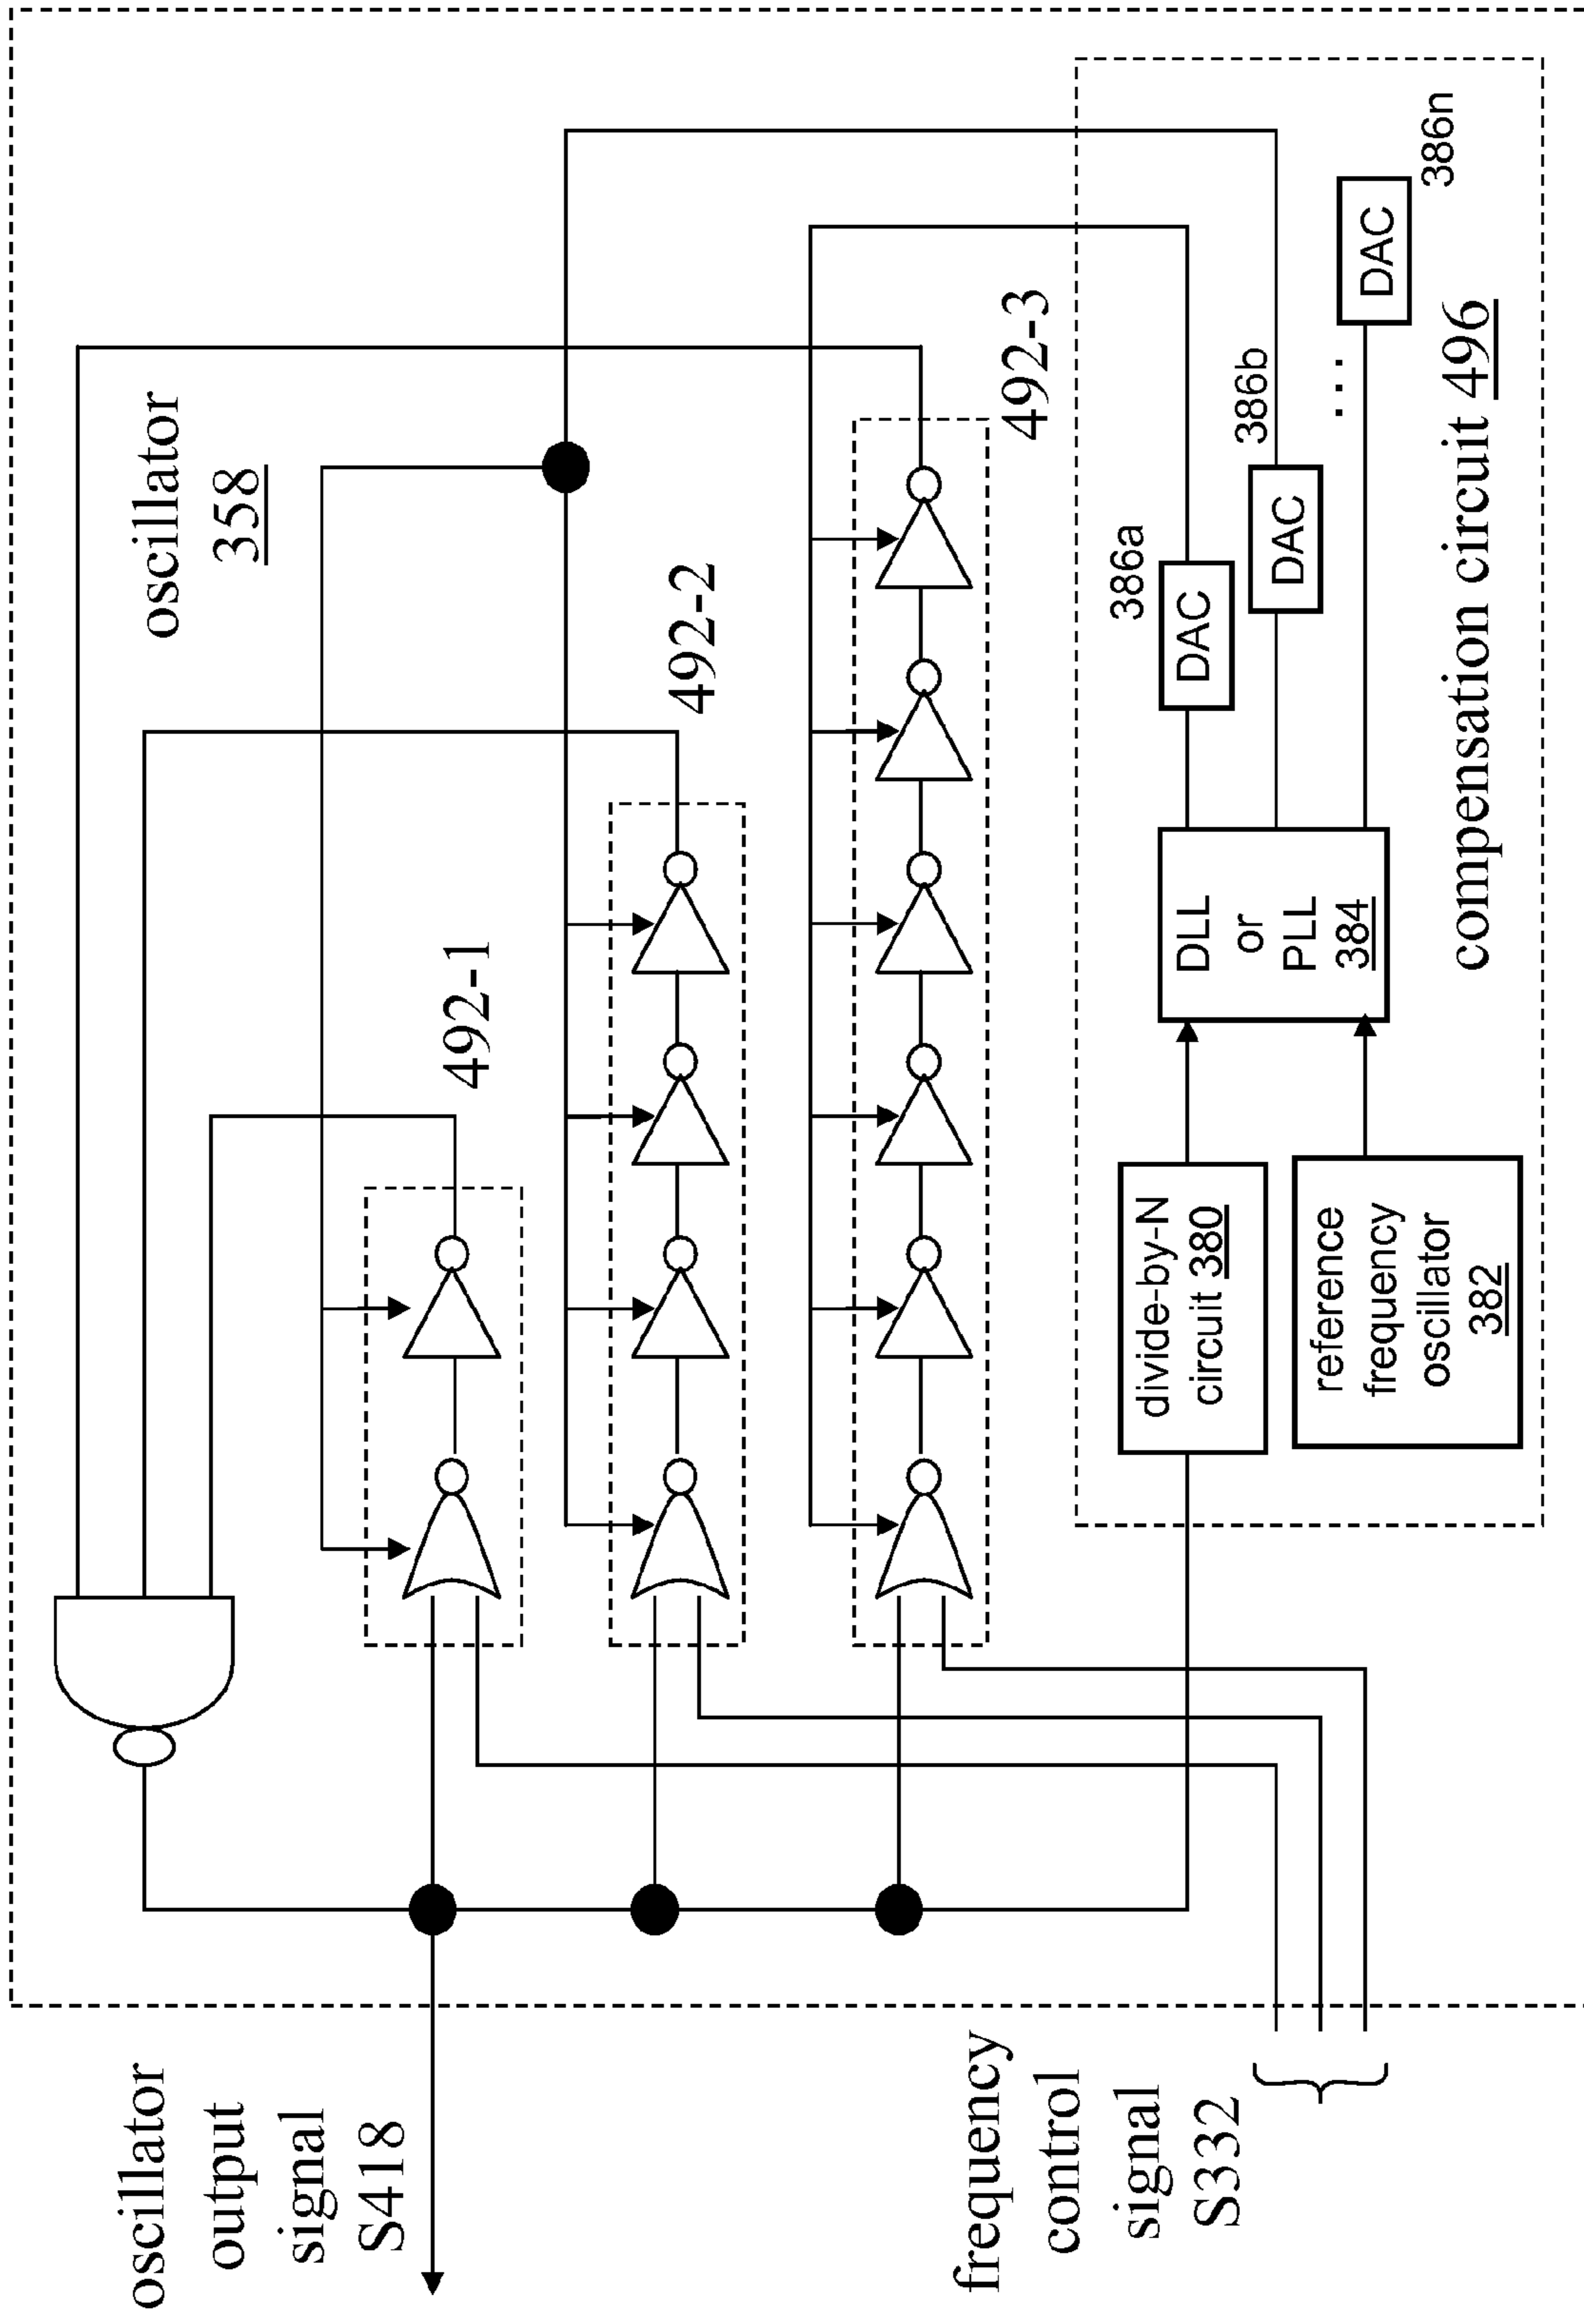 oscillator
358
492-1
492-2
492-3
oscillator
output
signal
S418
frequency
control
signal
S332
divide-by-N
circuit 380
reference
frequency
oscillator
382
DLL
or
PLL
384
386a
DAC
386b
DAC
...
DAC
386n
compensation circuit 496